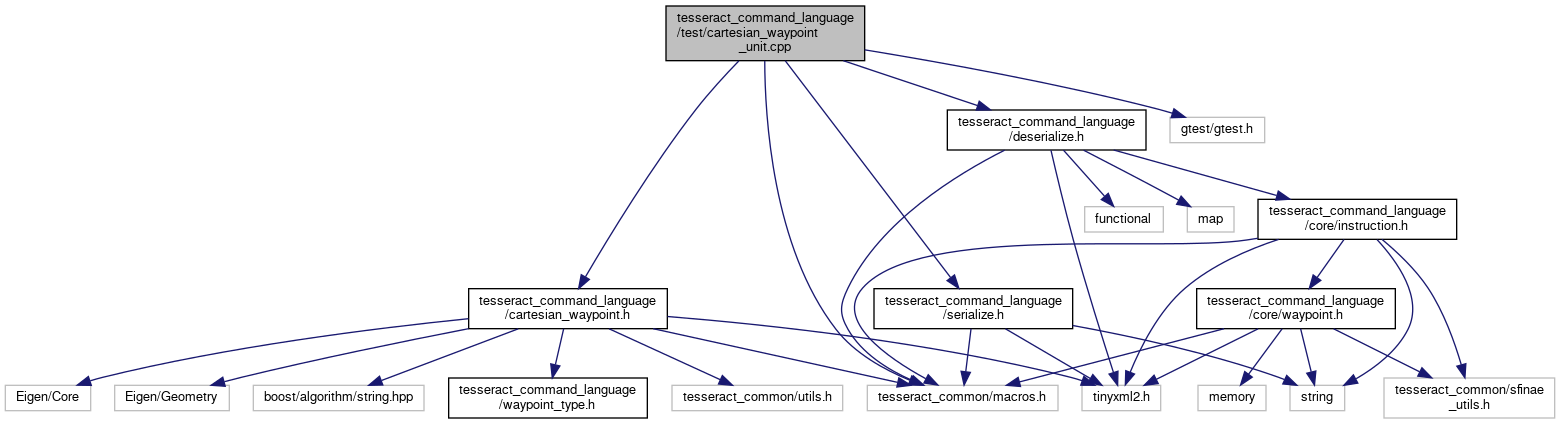 tesseract_command_language
/test/cartesian_waypoint
_unit.cpp
tesseract_command_language
/deserialize.h
gtest/gtest.h
functional
map
tesseract_command_language
/core/instruction.h
tesseract_command_language
/cartesian_waypoint.h
tesseract_command_language
/serialize.h
tesseract_command_language
/core/waypoint.h
Eigen/Core
Eigen/Geometry
boost/algorithm/string.hpp
tesseract_command_language
/waypoint_type.h
tesseract_common/utils.h
tesseract_common/macros.h
tinyxml2.h
memory
string
tesseract_common/sfinae
_utils.h